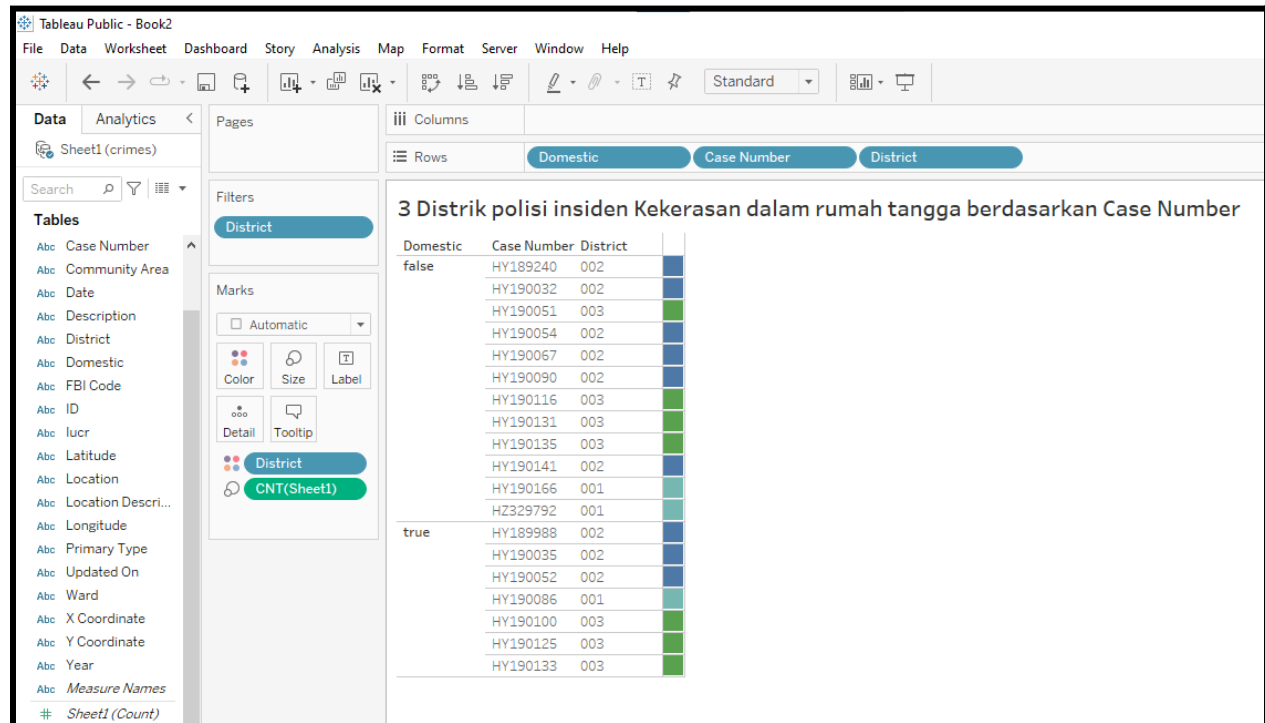 Tableau Public - Book2
File Data Worksheet Dashboard Story Analysis Map Format Server Window Help
Standard
Data Analytics
Sheet1 (crimes)
Search
Tables
Abc Case Number
Abc Community Area
Abc Date
Abc Description
Abc District
Abc Domestic
Abc FBI Code
Abc ID
Abc Iucr
Abc Latitude
Abc Location
Abc Location Descri...
Abc Longitude
Abc Primary Type
Abc Updated On
Abc Ward
Abc X Coordinate
Abc Y Coordinate
Abc Year
Abc Measure Names
# Sheet1 (Count)
Pages
Filters
District
Marks
Automatic
Color Size Label
Detail Tooltip
District
CNT(Sheet1)
Columns
Rows Domestic Case Number District
3 Distrik polisi insiden Kekerasan dalam rumah tangga berdasarkan Case Number
Domestic Case Number District
false HY189240 002
HY190032 002
HY190051 003
HY190054 002
HY190067 002
HY190090 002
HY190116 003
HY190131 003
HY190135 003
HY190141 002
HY190166 001
HZ329792 001
true HY189988 002
HY190035 002
HY190052 002
HY190086 001
HY190100 003
HY190125 003
HY190133 003